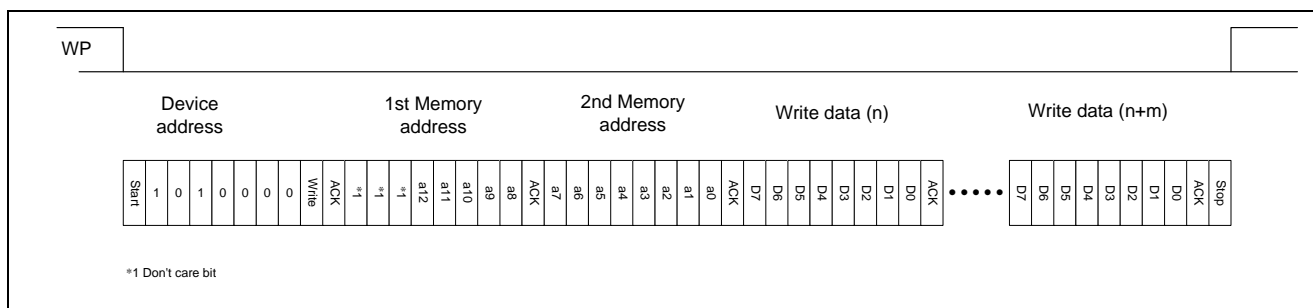 WP
Device address
1st Memory address
2nd Memory address
Write data (n)
Write data (n+m)
Start 1 0 1 0 0 0 0 Write ACK *1 *1 *1 a12 a11 a10 a9 a8 ACK a7 a6 a5 a4 a3 a2 a1 a0 ACK D7 D6 D5 D4 D3 D2 D1 D0 ACK ••••• D7 D6 D5 D4 D3 D2 D1 D0 ACK Stop
*1 Don't care bit